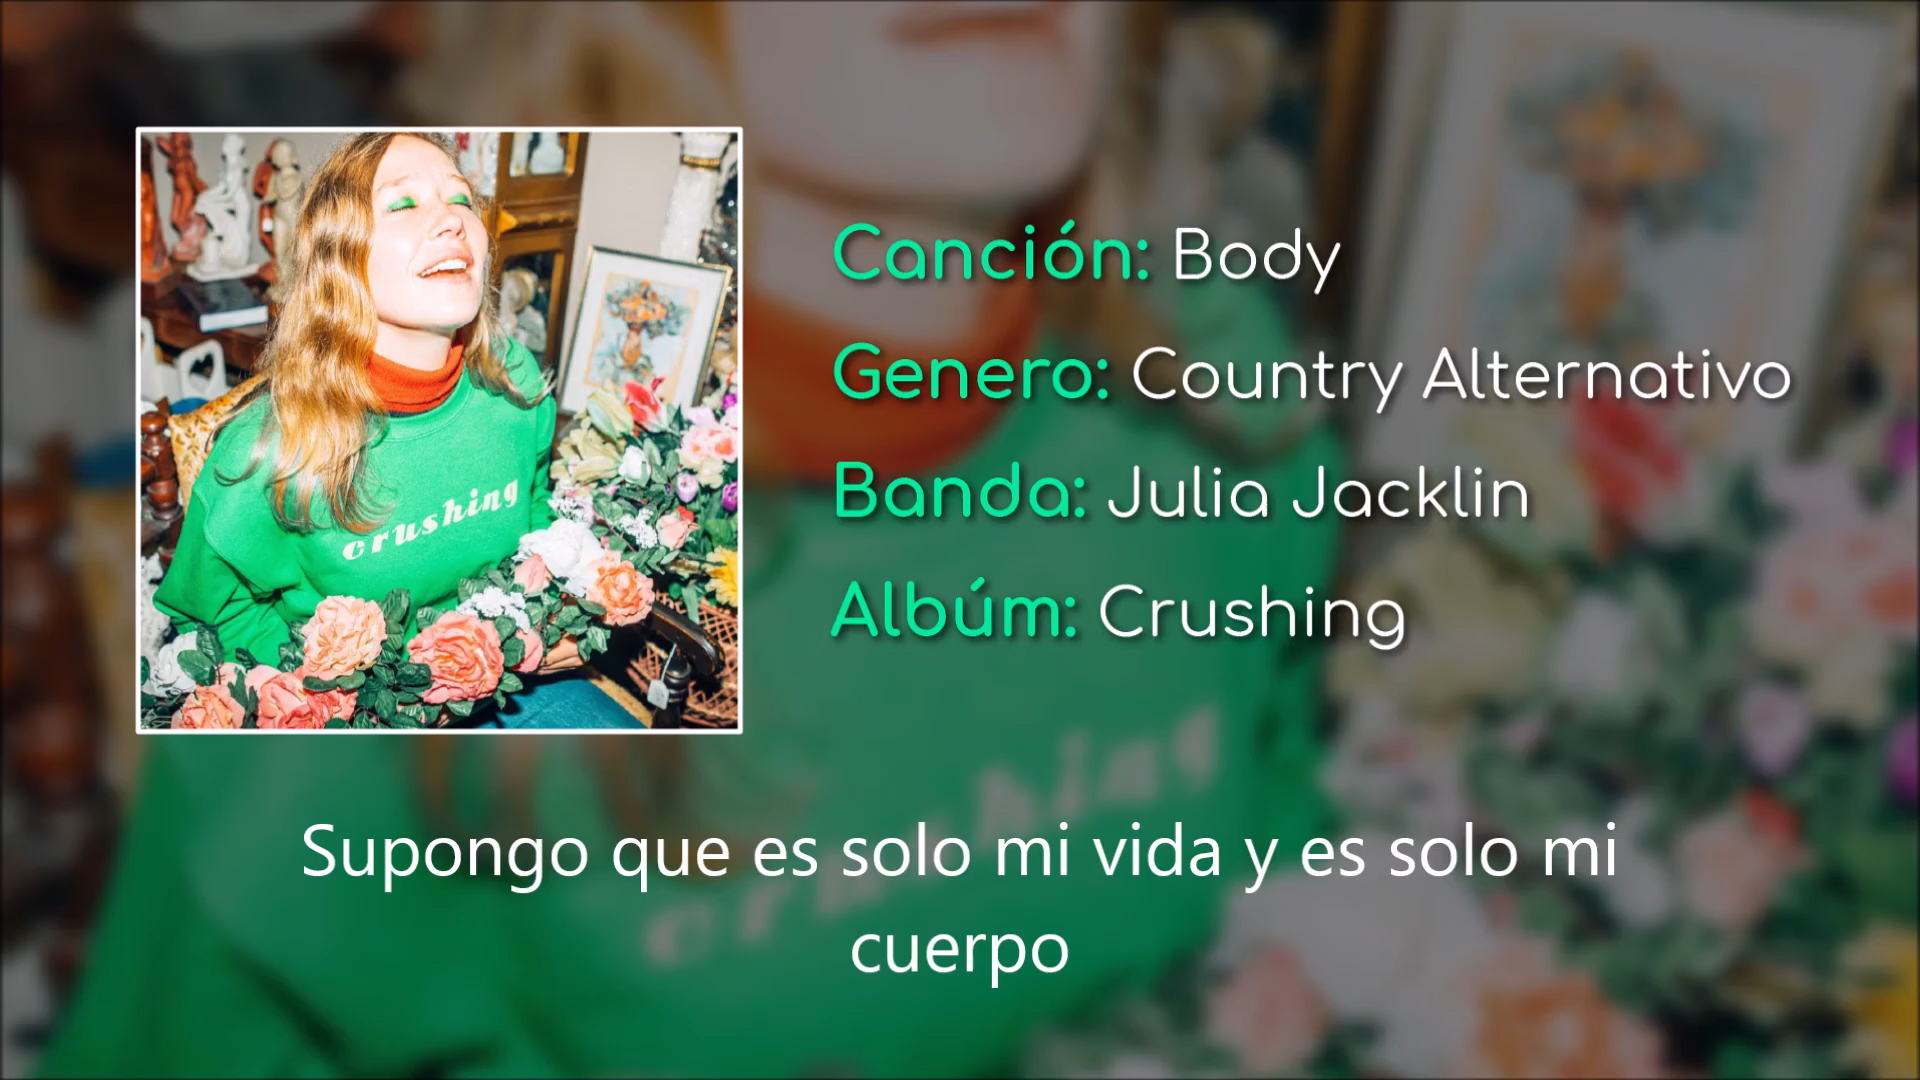 crushing
Canción: Body
Genero: Country Alternativo
Banda: Julia Jacklin
Albúm: Crushing
crushing
Supongo que es solo mi vida y es solo mi
cuerpo